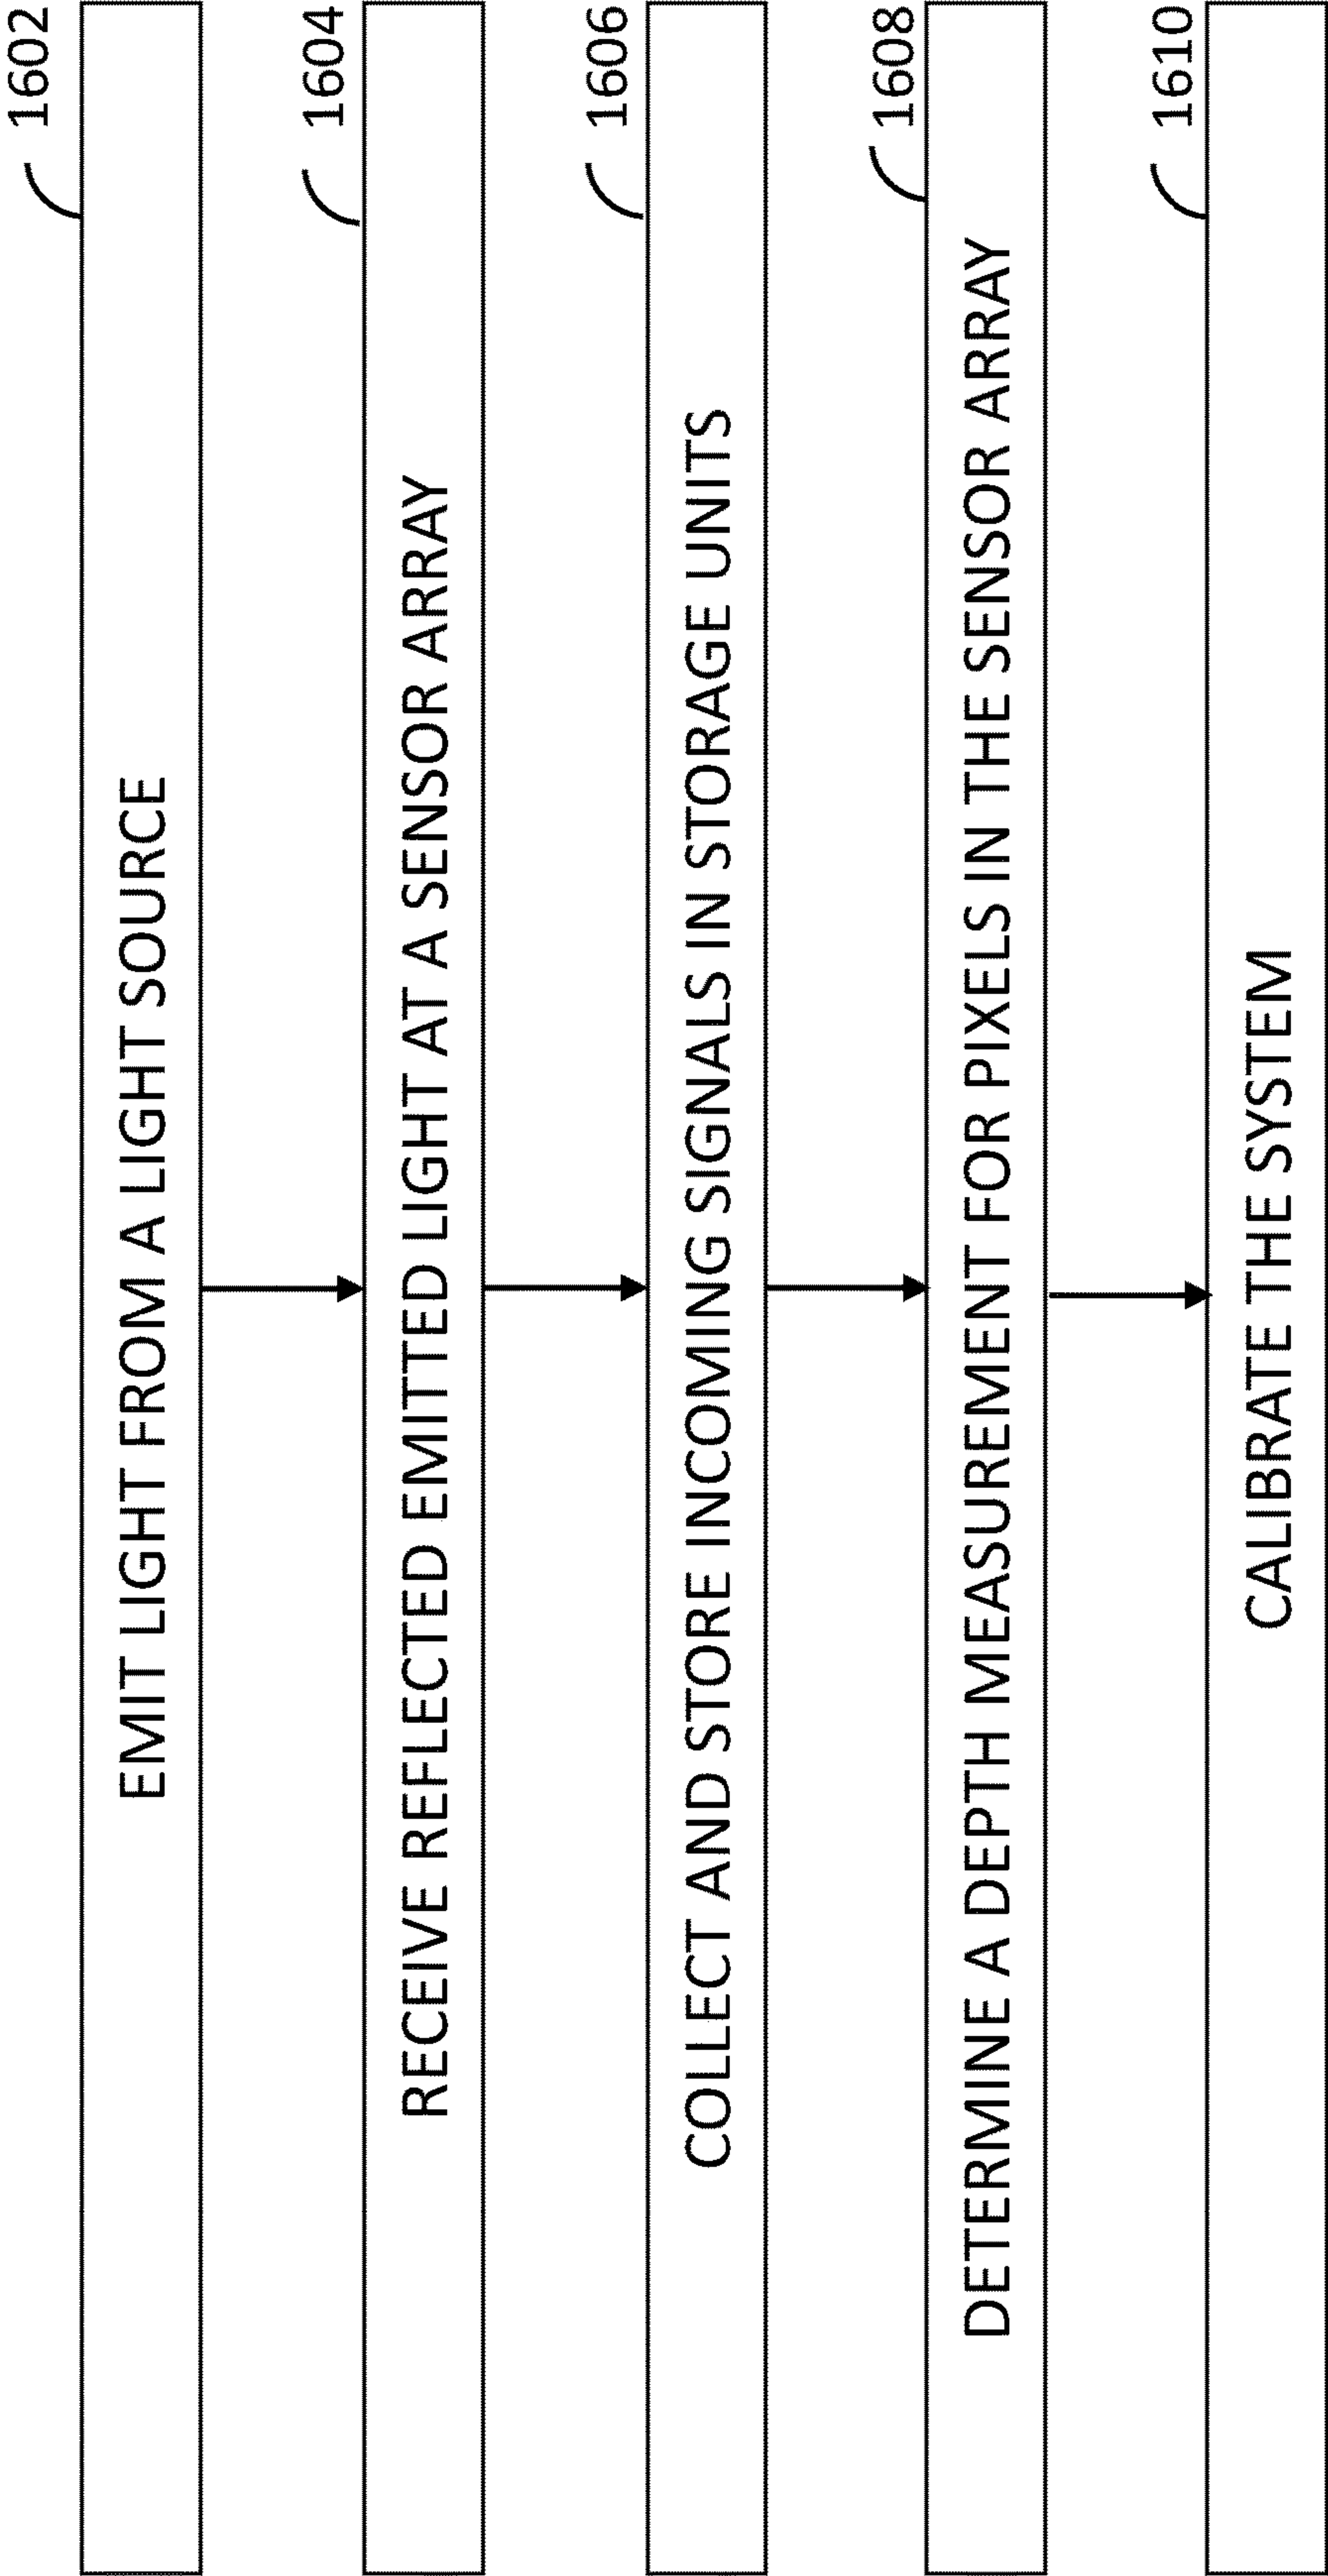 1602
EMIT LIGHT FROM A LIGHT SOURCE
1604
RECEIVE REFLECTED EMITTED LIGHT AT A SENSOR ARRAY
1606
COLLECT AND STORE INCOMING SIGNALS IN STORAGE UNITS
1608
DETERMINE A DEPTH MEASUREMENT FOR PIXELS IN THE SENSOR ARRAY
1610
CALIBRATE THE SYSTEM